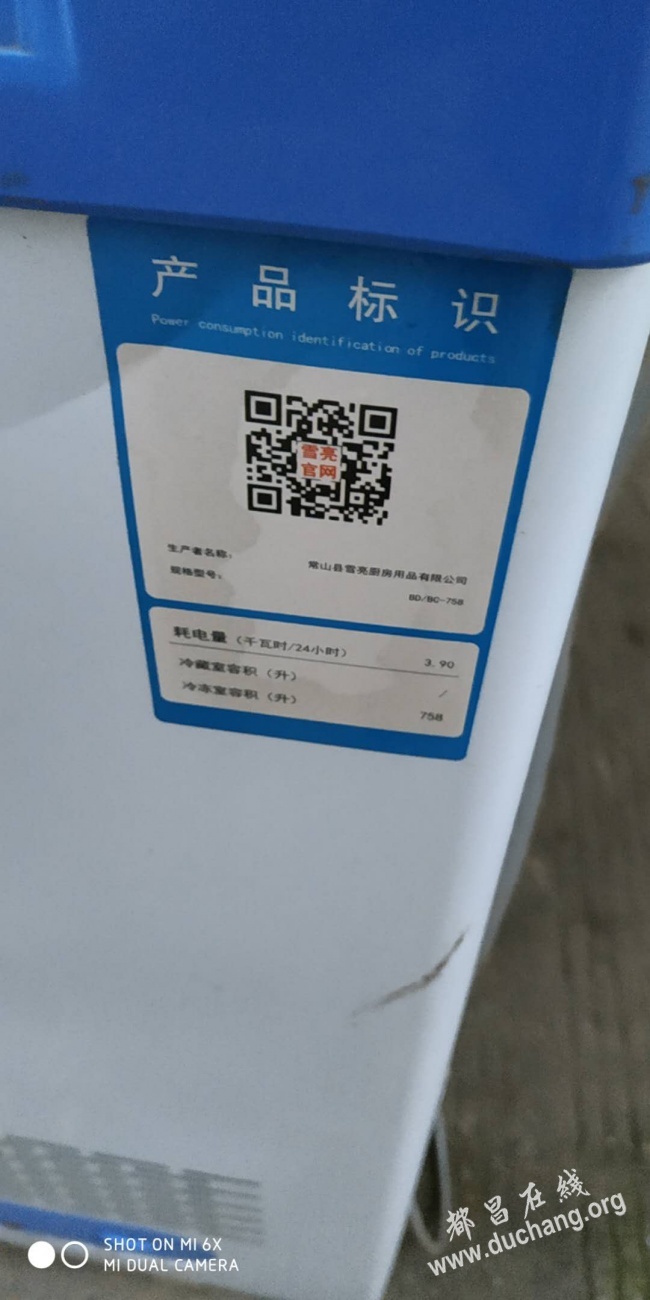 产品标识
Power consumption identification of products
雪亮
官网
生产者名称： 常山县雪亮厨房用品有限公司
规格型号： BD/BC-758
耗电量（千瓦时/24小时） 3.90
冷藏室容积（升） /
冷冻室容积（升） 758
都昌在线
www.duchang.org
SHOT ON MI 6X
MI DUAL CAMERA